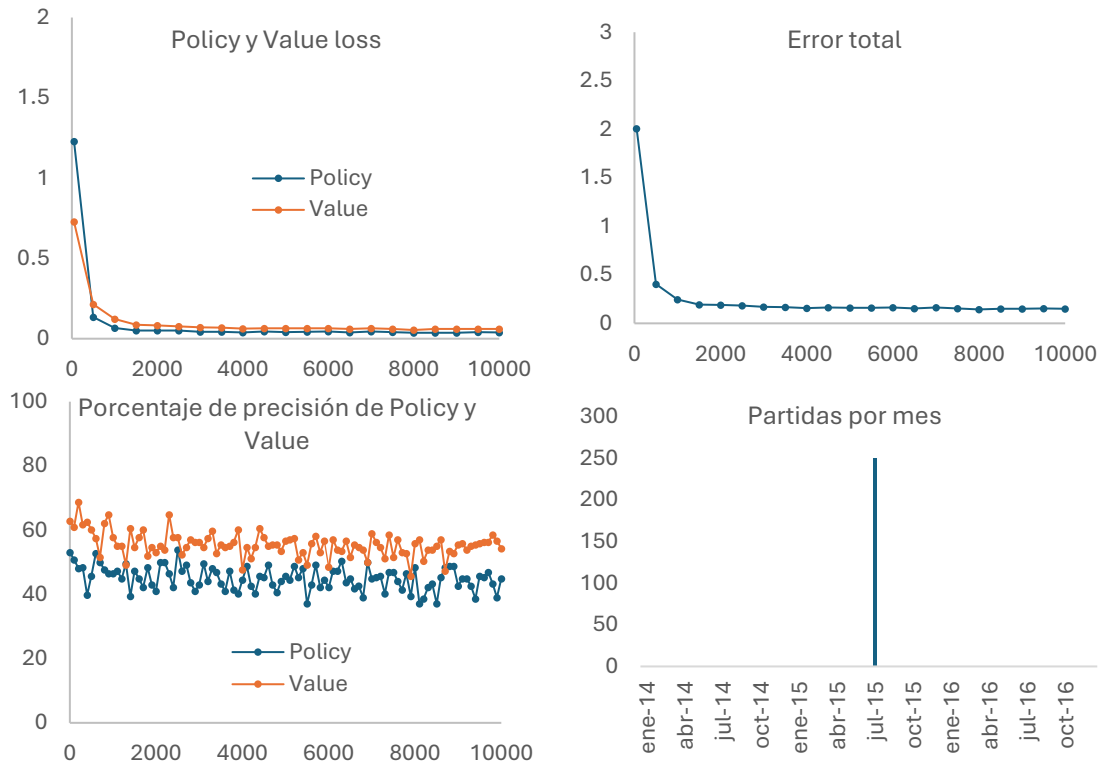 Policy y Value loss
2
1.5
1
0.5
0
Policy
Value
0 2000 4000 6000 8000 10000
Error total
3
2.5
2
1.5
1
0.5
0
0 2000 4000 6000 8000 10000
Porcentaje de precisión de Policy y
Value
100
80
60
40
20
0
Policy
Value
0 2000 4000 6000 8000 10000
Partidas por mes
300
250
200
150
100
50
0
ene-14
abr-14
jul-14
oct-14
ene-15
abr-15
jul-15
oct-15
ene-16
abr-16
jul-16
oct-16